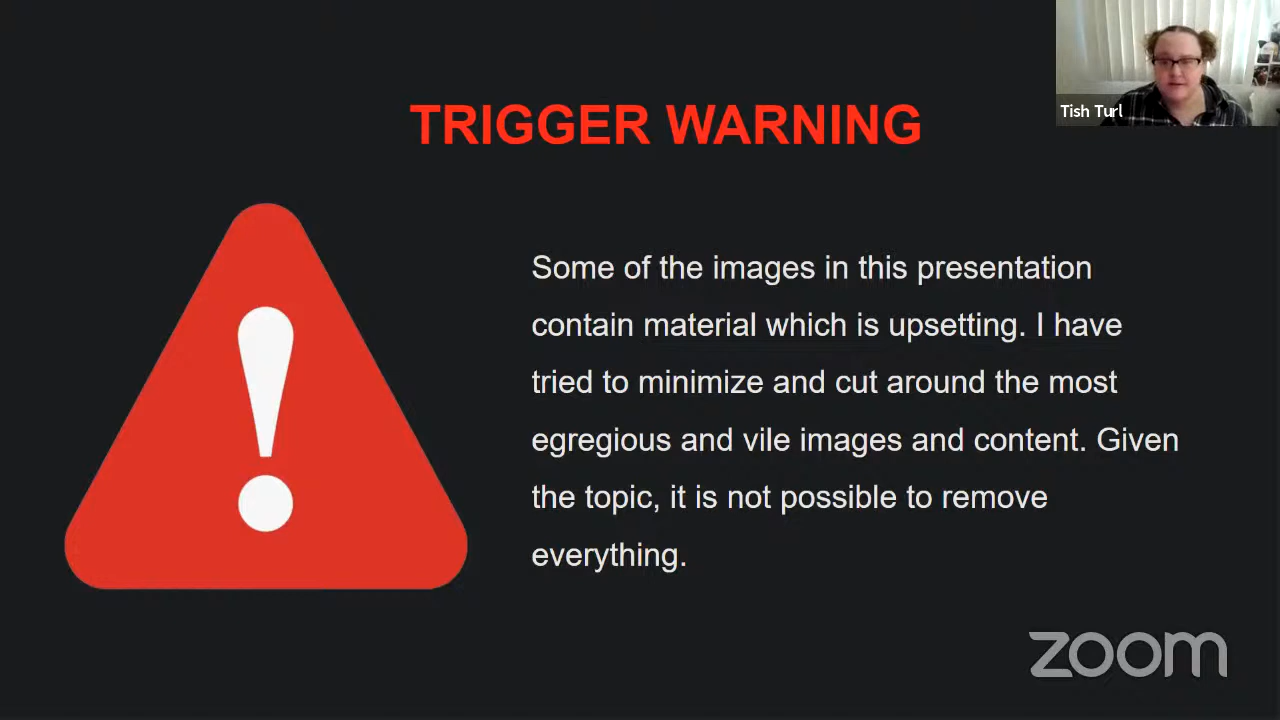 TRIGGER WARNING
Tish Turl
Some of the images in this presentation
contain material which is upsetting. I have
tried to minimize and cut around the most
egregious and vile images and content. Given
the topic, it is not possible to remove
everything.
zoom